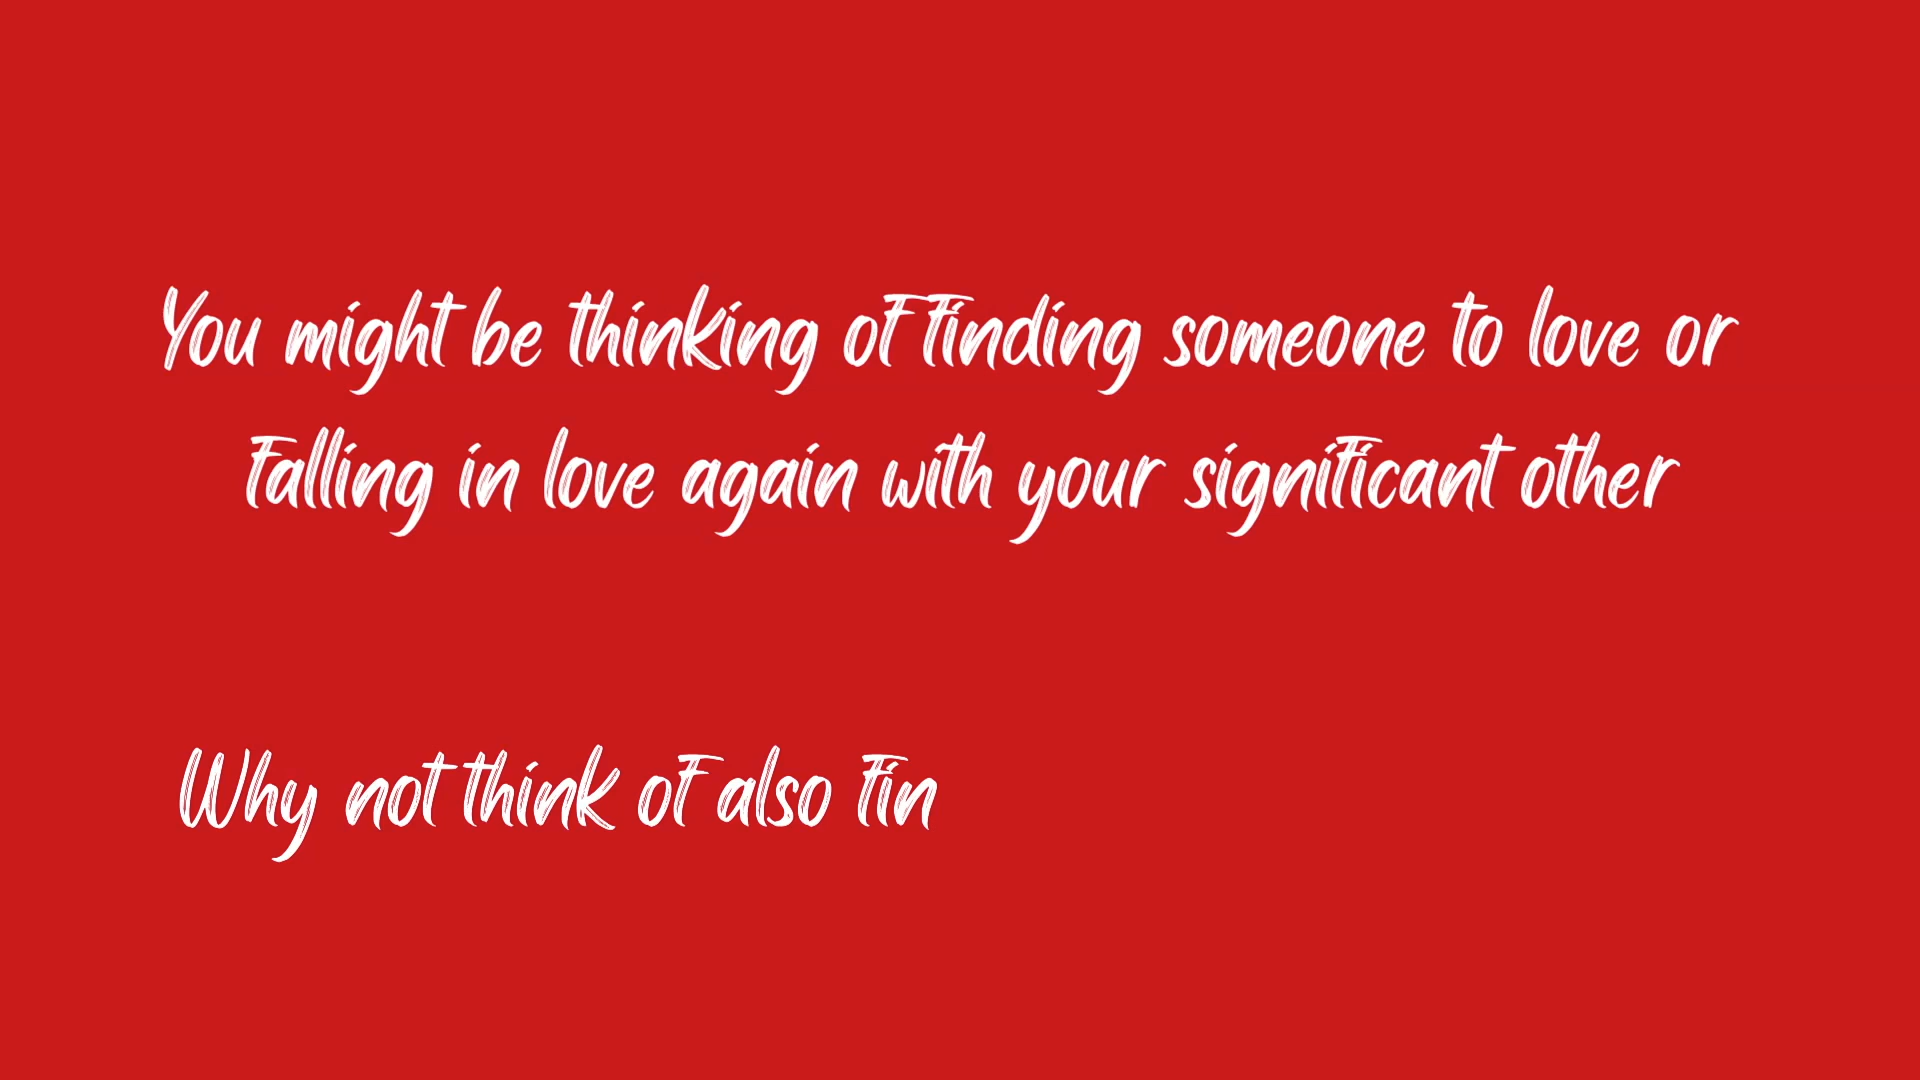 You might be thinking of finding someone to love or
falling in love again with your significant other
Why not think of also fin